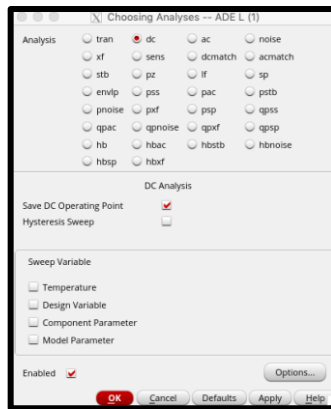 Choosing Analyses -- ADE L (1)
Analysis tran dc ac noise
xf sens dcmatch acmatch
stb pz lf sp
envlp pss pac pstb
pnoise pxf psp qpss
qpac qpnoise qpxf qpsp
hb hbac hbstb hbnoise
hbsp hbxf
DC Analysis
Save DC Operating Point
Hysteresis Sweep
Sweep Variable
Temperature
Design Variable
Component Parameter
Model Parameter
Enabled Options...
OK Cancel Defaults Apply Help